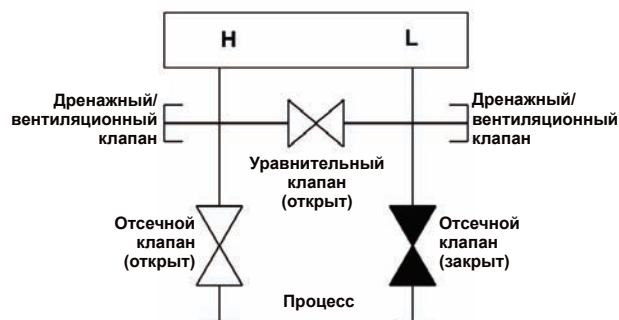 H L
Дренажный/
вентиляционный
клапан
Дренажный/
вентиляционный
клапан
Уравнительный
клапан
(открыт)
Отсечной
клапан
(открыт)
Отсечной
клапан
(закрыт)
Процесс